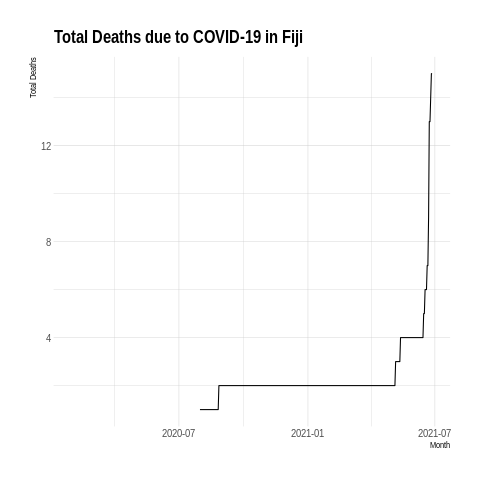 Total Deaths due to COVID-19 in Fiji
Total Deaths
12
8
4
2020-07 2021-01 2021-07
Month